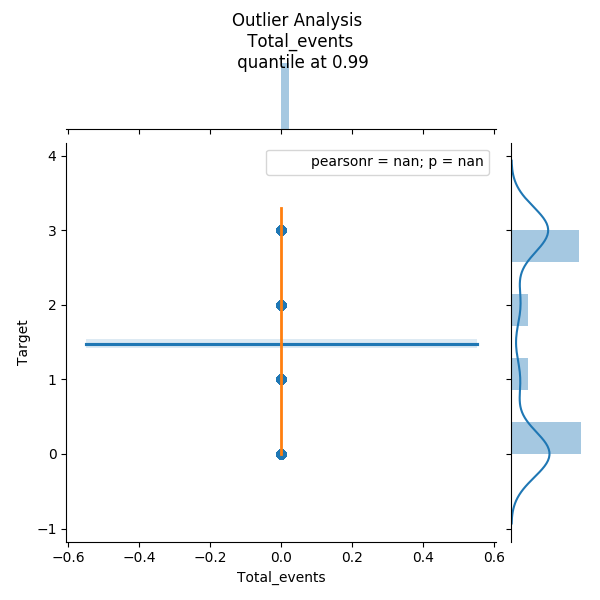 Outlier Analysis
Total_events
quantile at 0.99
pearsonr = nan; p = nan
4
3
2
1
0
−1
Target
−0.6 −0.4 −0.2 0.0 0.2 0.4 0.6
Total_events